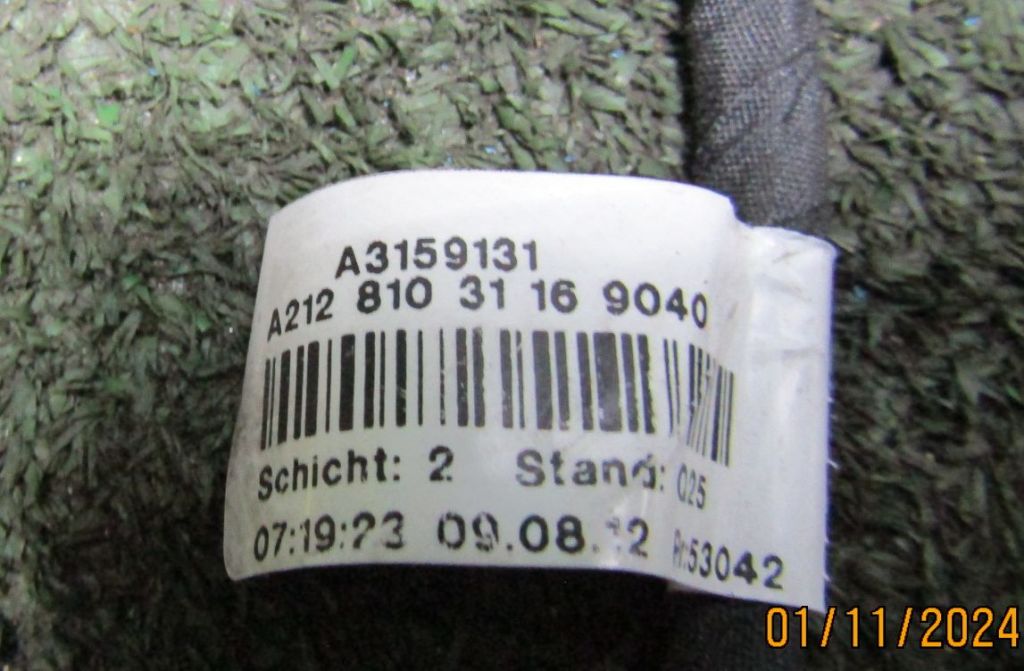 A3159131
A212 810 31 16 9040
Schicht: 2 Stand: 025
07:19:23 09.08.12 Pr:53042
01/11/2024